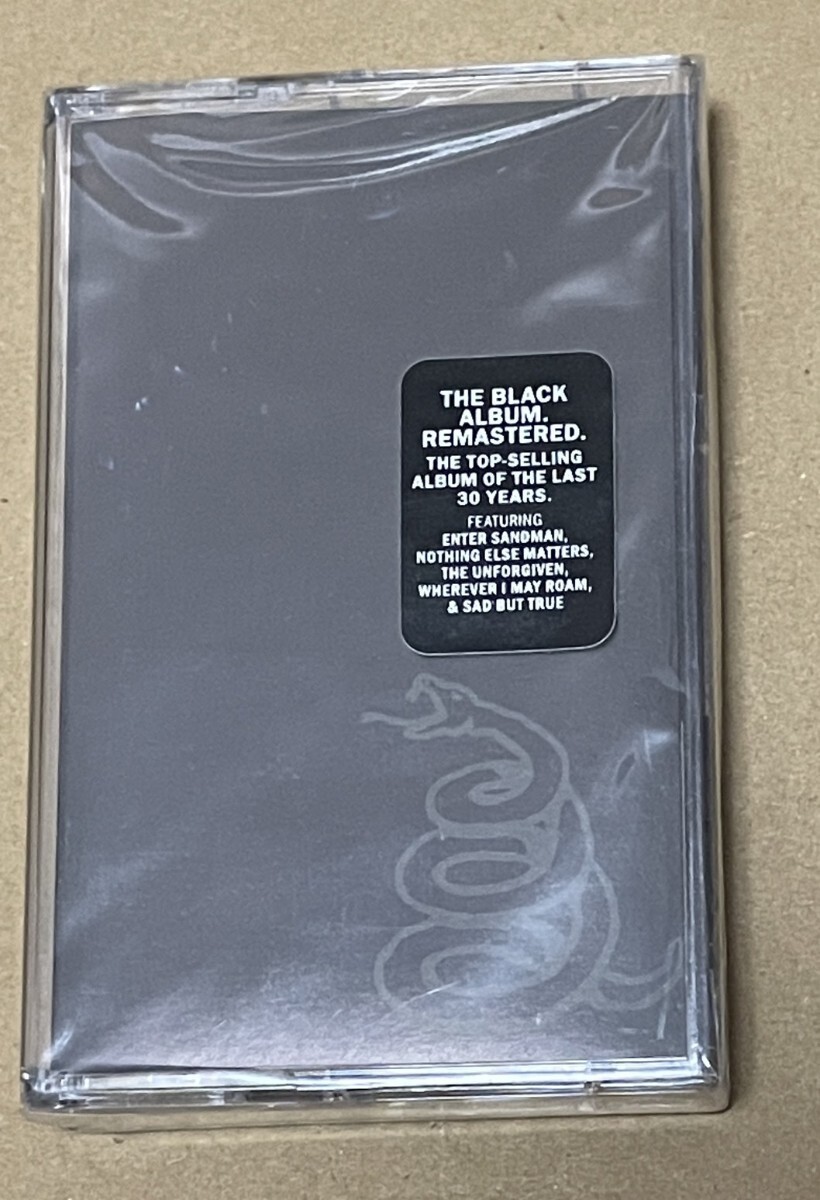 THE BLACK
ALBUM.
REMASTERED.
THE TOP-SELLING
ALBUM OF THE LAST
30 YEARS.
FEATURING
ENTER SANDMAN,
NOTHING ELSE MATTERS,
THE UNFORGIVEN,
WHEREVER I MAY ROAM,
& SAD BUT TRUE